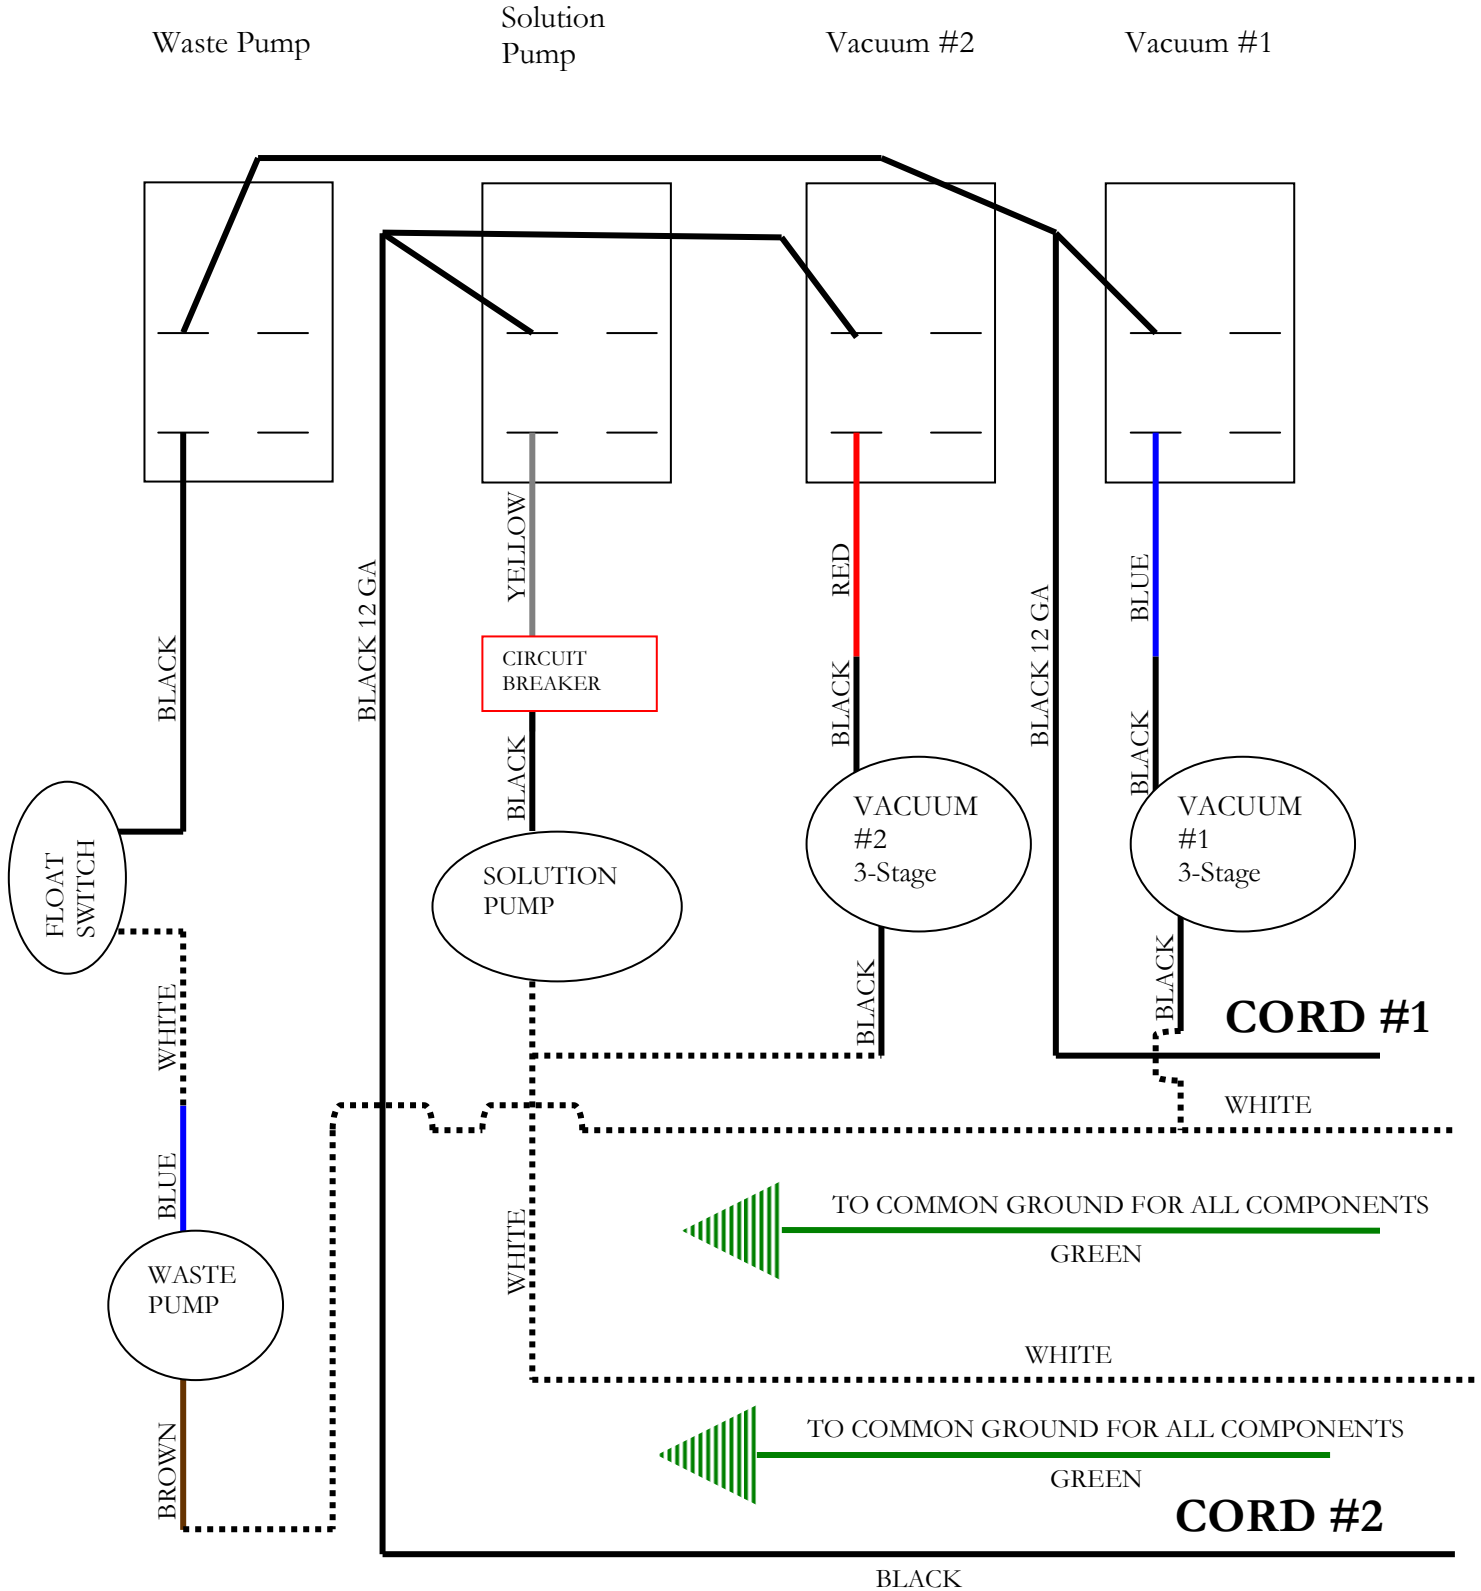 Waste Pump
Solution
Pump
Vacuum #2
Vacuum #1
YELLOW
RED
BLUE
BLACK 12 GA
BLACK 12 GA
BLACK
CIRCUIT
BREAKER
BLACK
BLACK
BLACK
FLOAT
SWITCH
SOLUTION
PUMP
VACUUM
#2
3-Stage
VACUUM
#1
3-Stage
WHITE
BLACK
BLACK
CORD #1
WHITE
BLUE
WHITE
TO COMMON GROUND FOR ALL COMPONENTS
GREEN
WASTE
PUMP
WHITE
BROWN
TO COMMON GROUND FOR ALL COMPONENTS
GREEN
CORD #2
BLACK